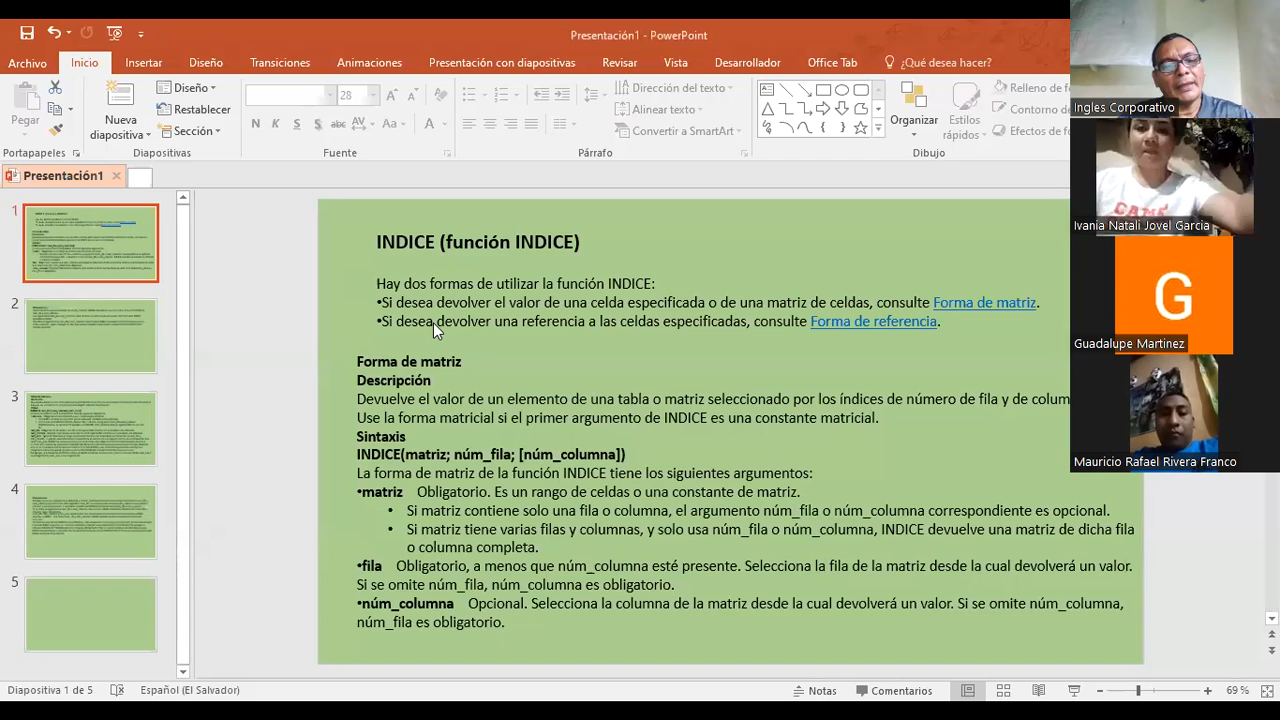 Presentación1 - PowerPoint
Archivo Inicio Insertar Diseño Transiciones Animaciones Presentación con diapositivas Revisar Vista Desarrollador Office Tab ¿Qué desea hacer?
Pegar
Portapapeles
Nueva diapositiva
Diseño
Restablecer
Sección
Diapositivas
28
N K S S abc AV Aa A
Fuente
Dirección del texto
Alinear texto
Convertir a SmartArt
Párrafo
Organizar
Estilos rápidos
Relleno de
Contorno de
Efectos de fo
Dibujo
Presentación1
1
2
3
4
5
INDICE (función INDICE)
Hay dos formas de utilizar la función INDICE:
•Si desea devolver el valor de una celda especificada o de una matriz de celdas, consulte Forma de matriz.
•Si desea devolver una referencia a las celdas especificadas, consulte Forma de referencia.
Forma de matriz
Descripción
Devuelve el valor de un elemento de una tabla o matriz seleccionado por los índices de número de fila y de colum
Use la forma matricial si el primer argumento de INDICE es una constante matricial.
Sintaxis
INDICE(matriz; núm_fila; [núm_columna])
La forma de matriz de la función INDICE tiene los siguientes argumentos:
•matriz Obligatorio. Es un rango de celdas o una constante de matriz.
• Si matriz contiene solo una fila o columna, el argumento núm_fila o núm_columna correspondiente es opcional.
• Si matriz tiene varias filas y columnas, y solo usa núm_fila o núm_columna, INDICE devuelve una matriz de dicha fila
o columna completa.
•fila Obligatorio, a menos que núm_columna esté presente. Selecciona la fila de la matriz desde la cual devolverá un valor.
Si se omite núm_fila, núm_columna es obligatorio.
•núm_columna Opcional. Selecciona la columna de la matriz desde la cual devolverá un valor. Si se omite núm_columna,
núm_fila es obligatorio.
Ingles Corporativo
Ivania Natali Jovel Garcia
G
Guadalupe Martinez
Mauricio Rafael Rivera Franco
Diapositiva 1 de 5 Español (El Salvador) Notas Comentarios 69 %